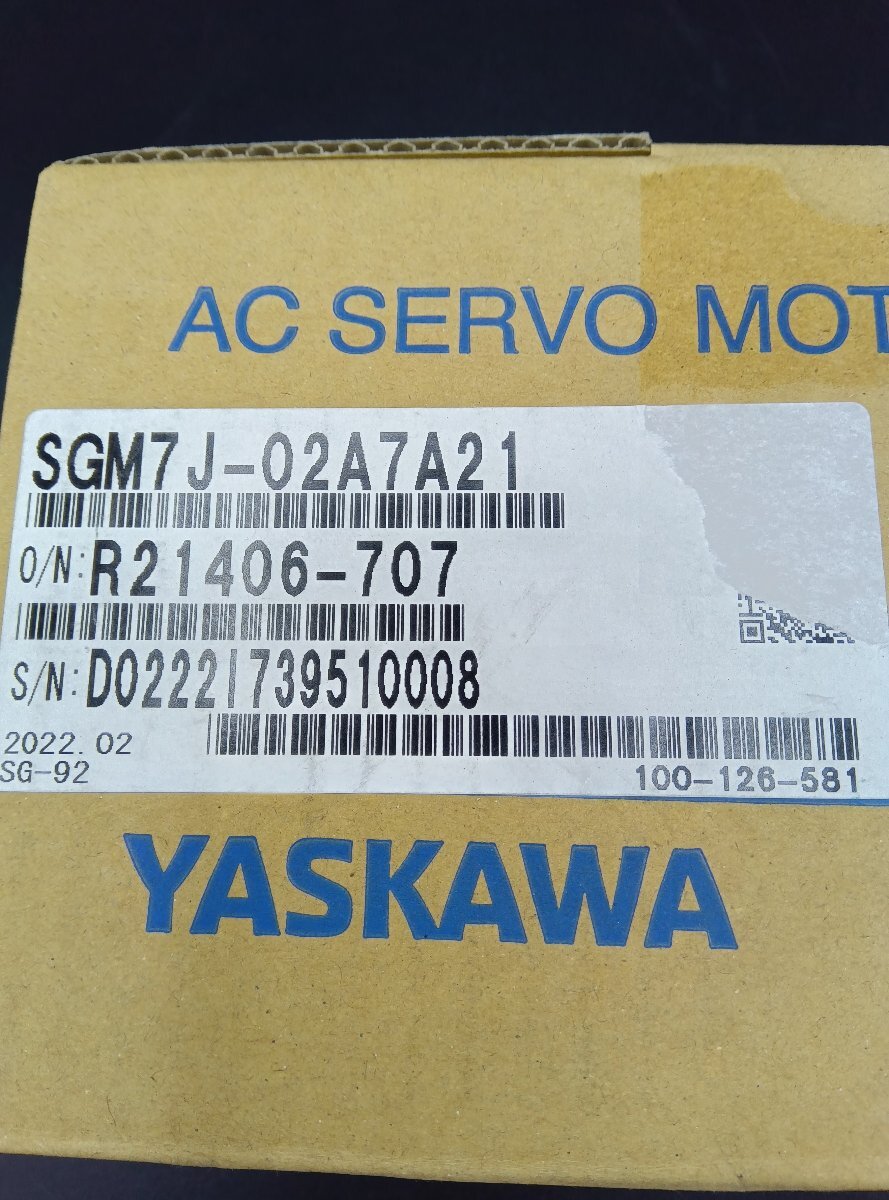 AC SERVO MOT
SGM7J-02A7A21
O/N: R21406-707
S/N: D0222I739510008
2022.02
SG-92
100-126-581
YASKAWA